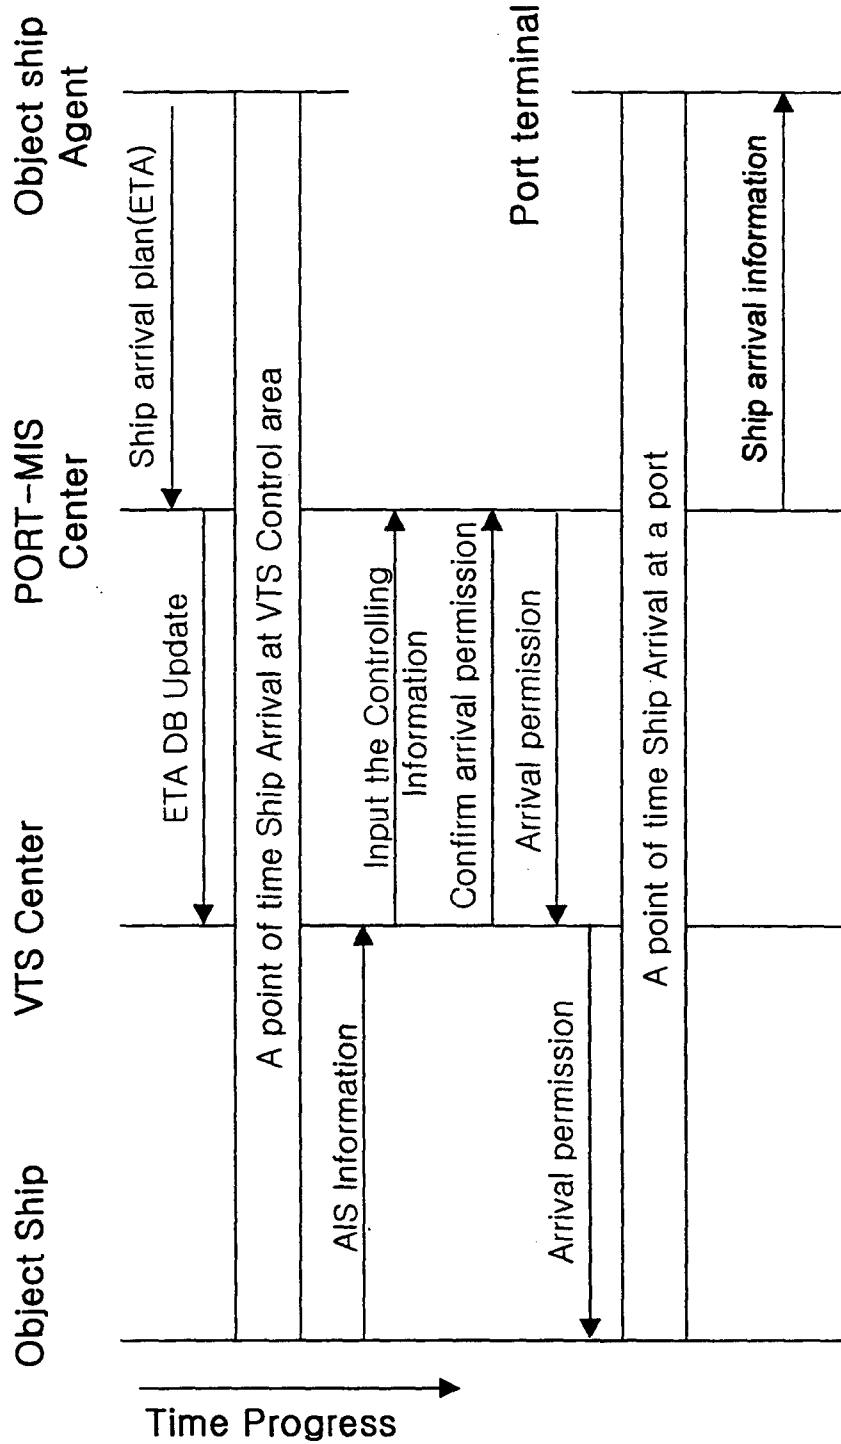 Object Ship
VTS Center
PORT-MIS
Center
Object ship
Agent
Ship arrival plan(ETA)
ETA DB Update
A point of time Ship Arrival at VTS Control area
AIS Information
Input the Controlling
Information
Confirm arrival permission
Port terminal
Arrival permission
Arrival permission
A point of time Ship Arrival at a port
Ship arrival information
Time Progress